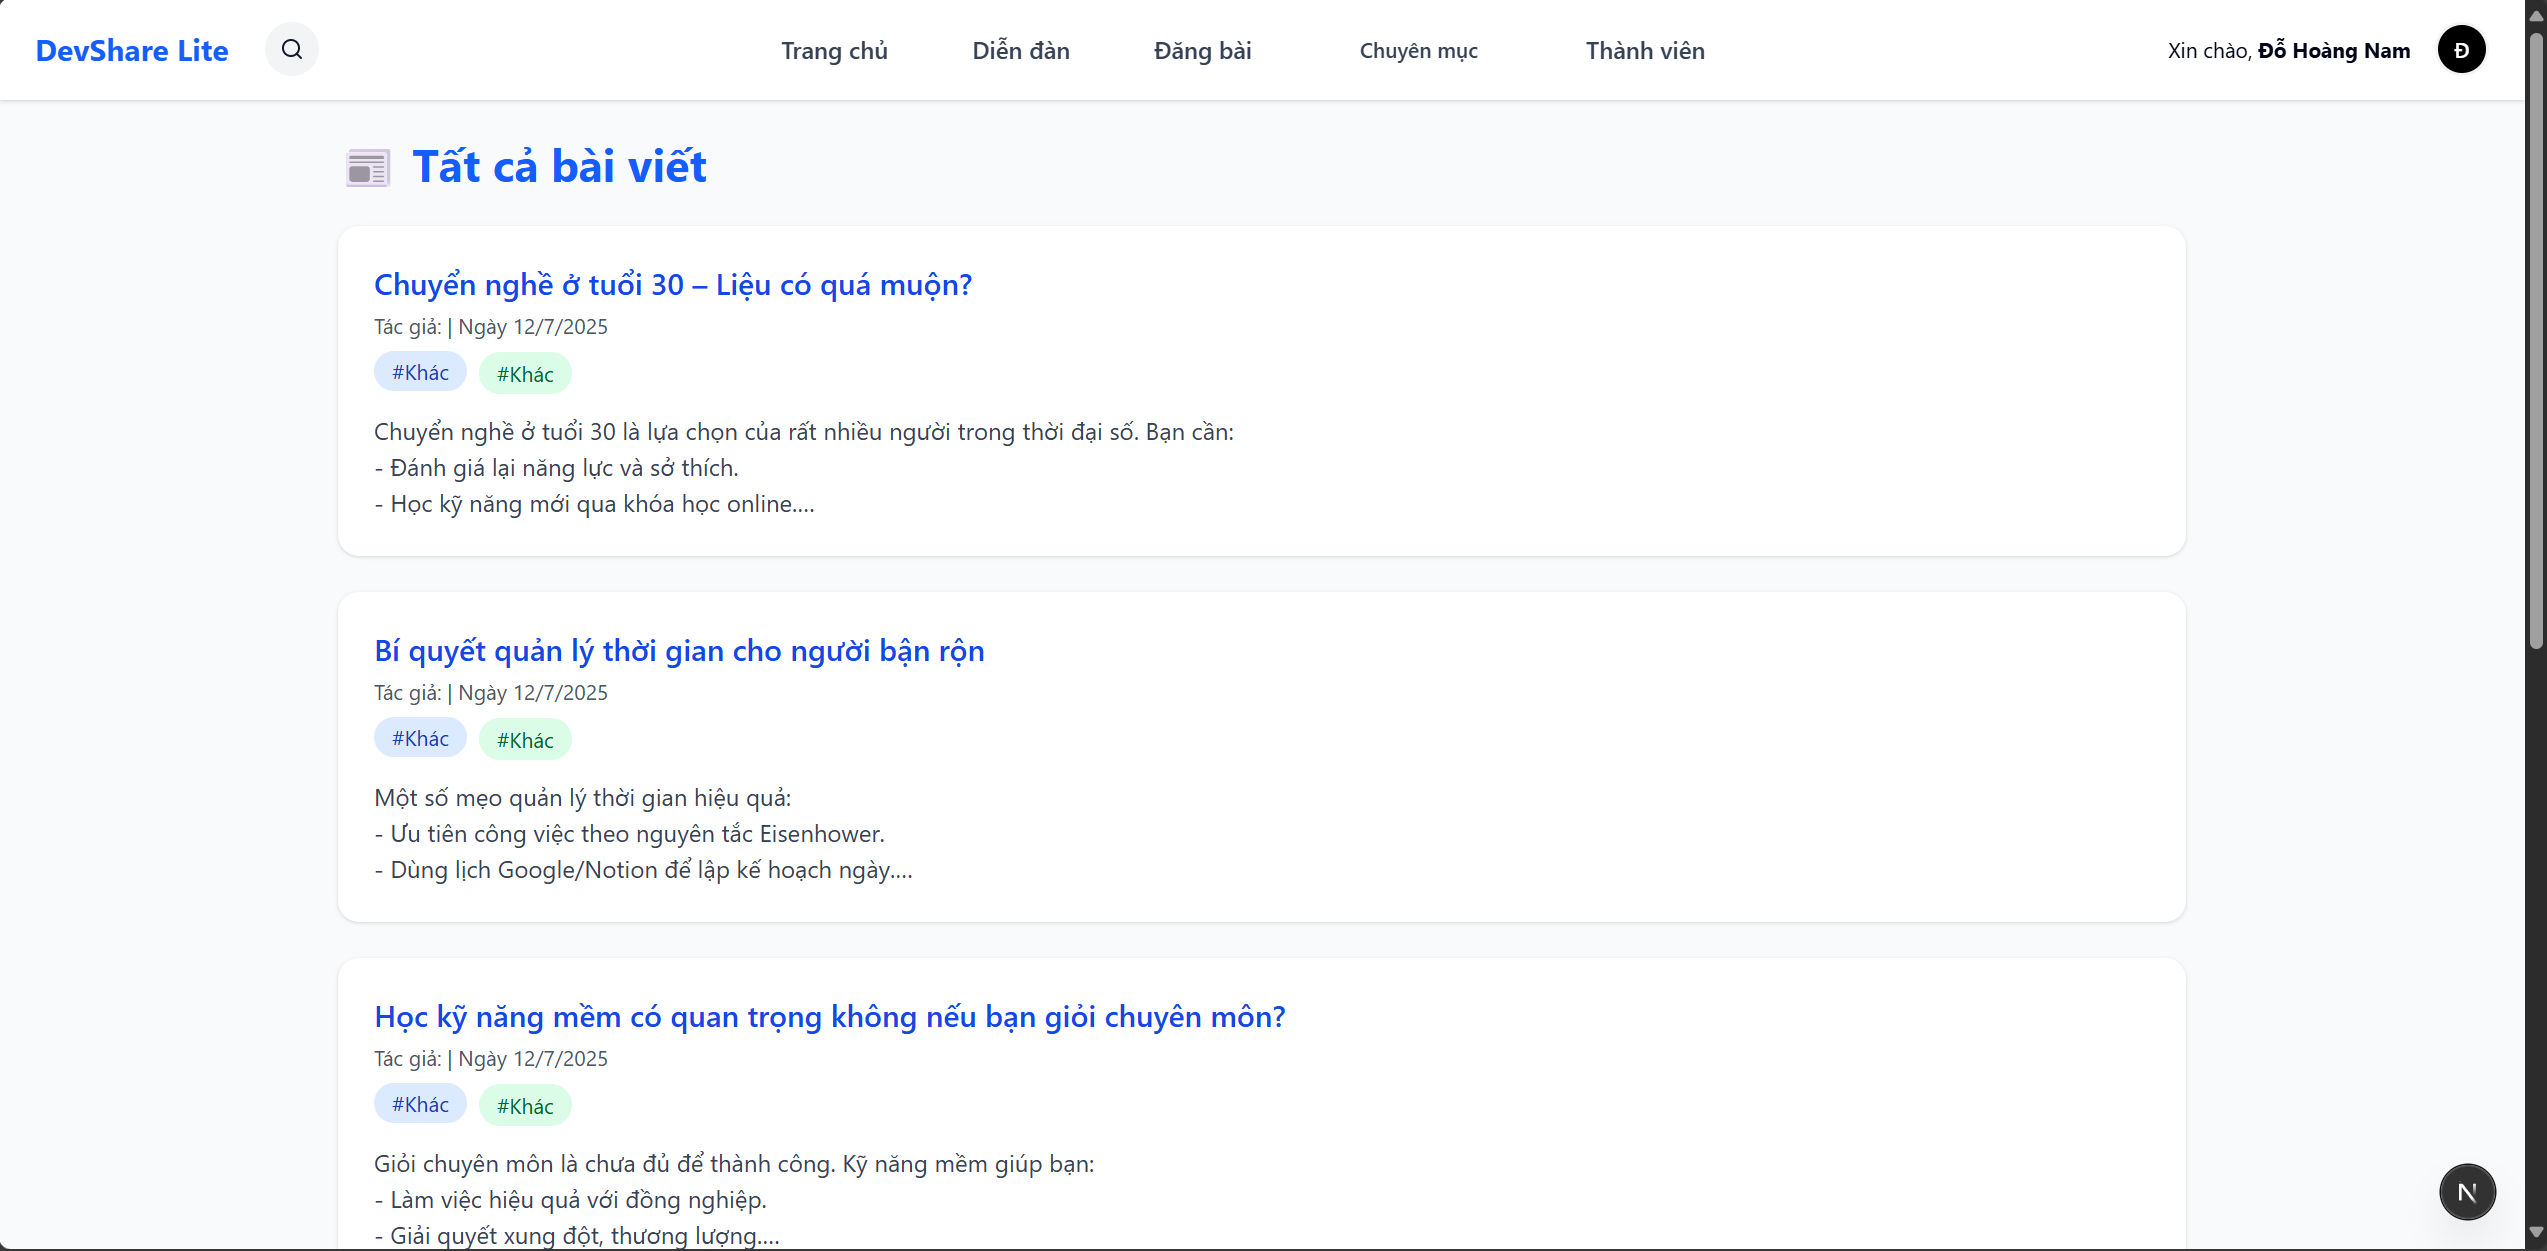 DevShare Lite
Trang chủ
Diễn đàn
Đăng bài
Chuyên mục
Thành viên
Xin chào, Đỗ Hoàng Nam
Đ
Tất cả bài viết
Chuyển nghề ở tuổi 30 – Liệu có quá muộn?
Tác giả: | Ngày 12/7/2025
#Khác #Khác
Chuyển nghề ở tuổi 30 là lựa chọn của rất nhiều người trong thời đại số. Bạn cần:
- Đánh giá lại năng lực và sở thích.
- Học kỹ năng mới qua khóa học online....
Bí quyết quản lý thời gian cho người bận rộn
Tác giả: | Ngày 12/7/2025
#Khác #Khác
Một số mẹo quản lý thời gian hiệu quả:
- Ưu tiên công việc theo nguyên tắc Eisenhower.
- Dùng lịch Google/Notion để lập kế hoạch ngày....
Học kỹ năng mềm có quan trọng không nếu bạn giỏi chuyên môn?
Tác giả: | Ngày 12/7/2025
#Khác #Khác
Giỏi chuyên môn là chưa đủ để thành công. Kỹ năng mềm giúp bạn:
- Làm việc hiệu quả với đồng nghiệp.
- Giải quyết xung đột, thương lượng....
N